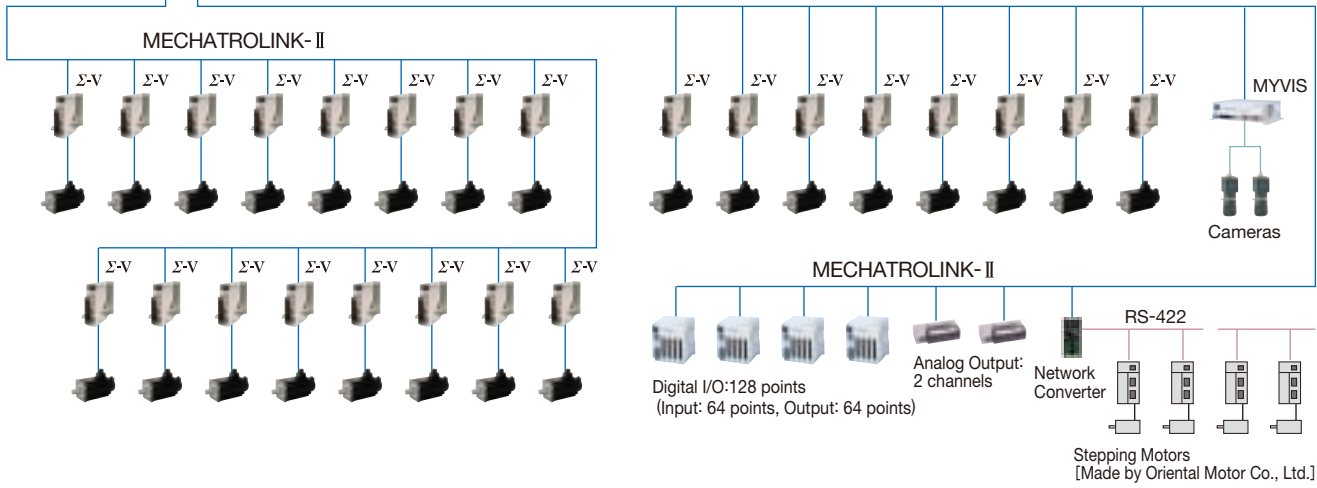 MECHATROLINK-Ⅱ
Σ-V Σ-V Σ-V Σ-V Σ-V Σ-V Σ-V Σ-V
Σ-V Σ-V Σ-V Σ-V Σ-V Σ-V Σ-V Σ-V
Σ-V Σ-V Σ-V Σ-V Σ-V Σ-V Σ-V Σ-V
MYVIS
Cameras
MECHATROLINK-Ⅱ
Digital I/O:128 points
(Input: 64 points, Output: 64 points)
Analog Output:
2 channels
Network
Converter
RS-422
Stepping Motors
[Made by Oriental Motor Co., Ltd.]